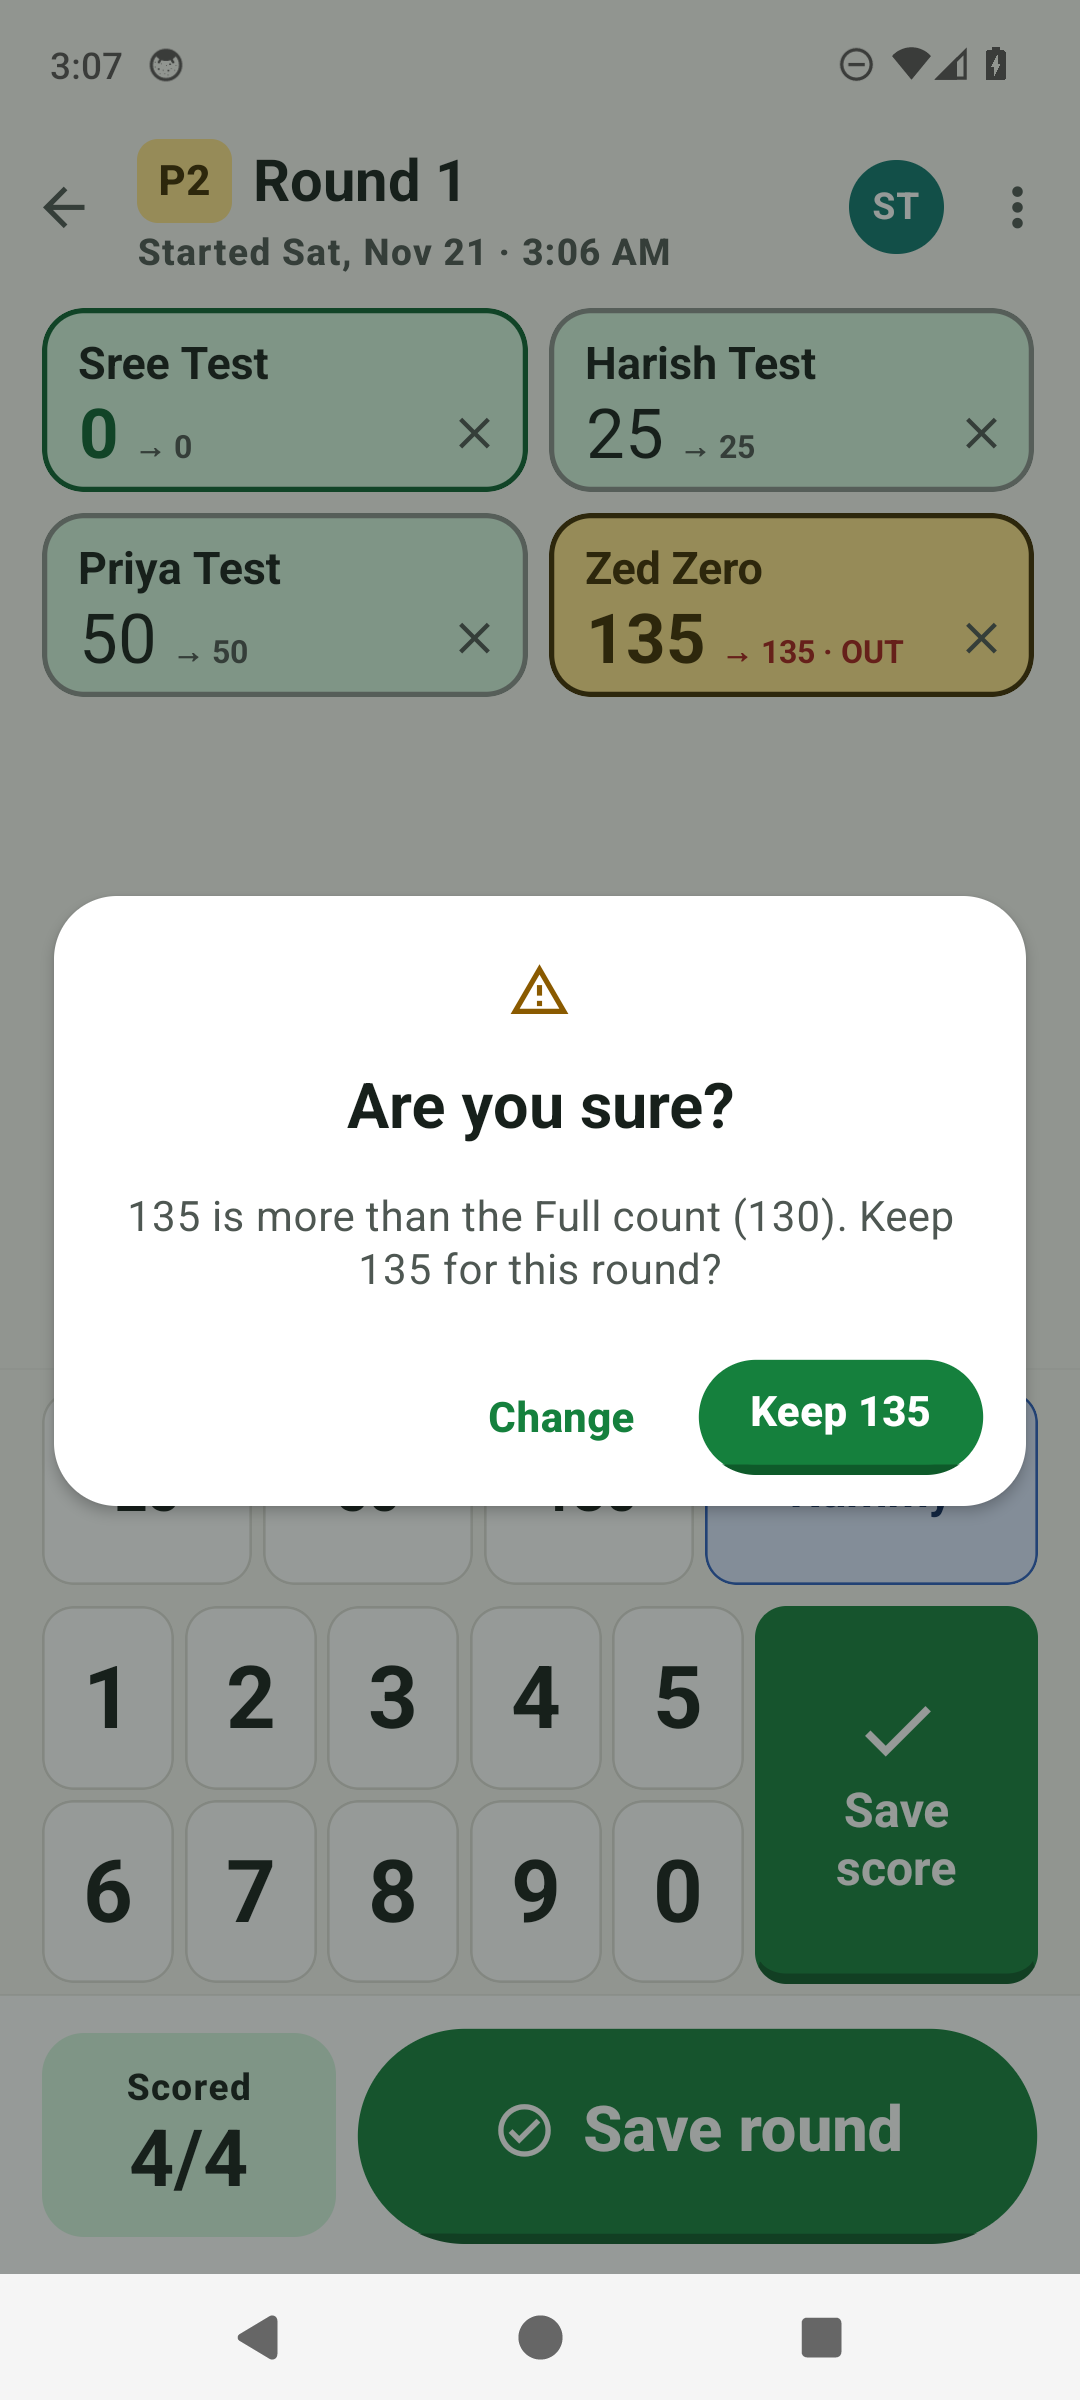 3:07
P2 Round 1
ST
Started Sat, Nov 21 · 3:06 AM
Sree Test
0 → 0
Harish Test
25 → 25
Priya Test
50 → 50
Zed Zero
135 → 135 · OUT
Are you sure?
135 is more than the Full count (130). Keep
135 for this round?
Change
Keep 135
1 2 3 4 5
6 7 8 9 0
Save
score
Scored
4/4
Save round